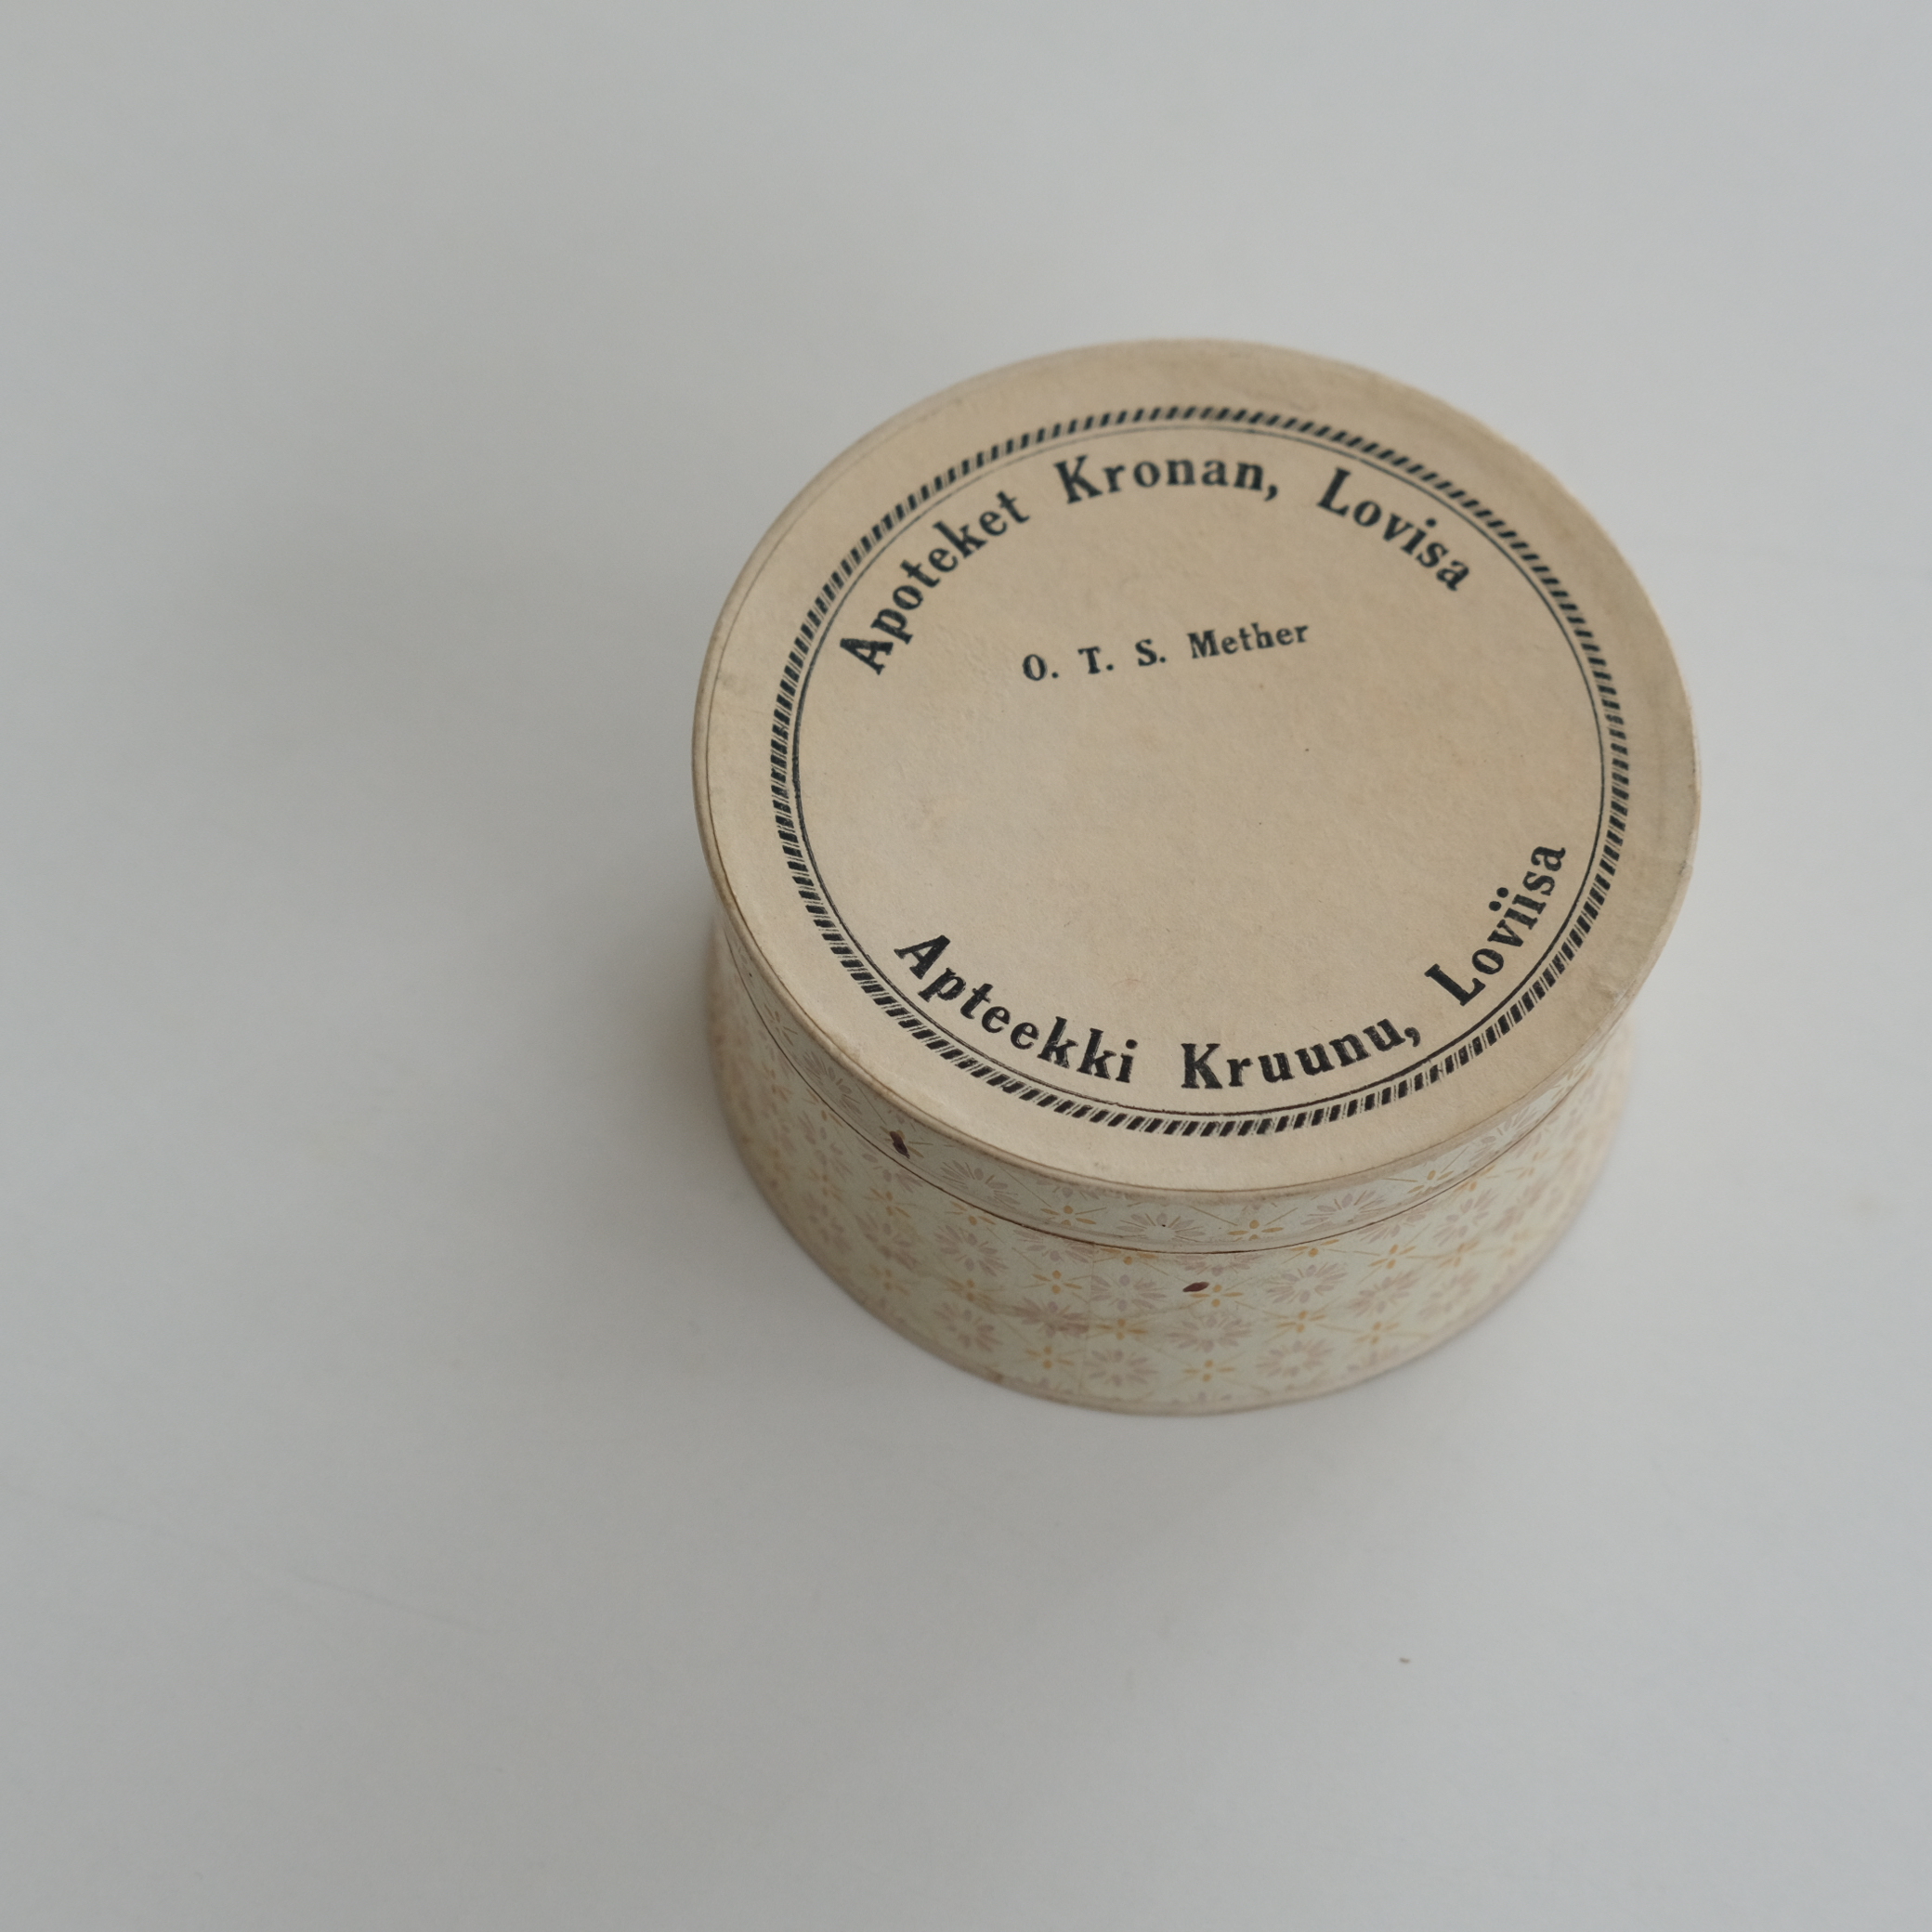 Apoteket Kronan, Lovisa
O. T. S. Mether
Apteekki Kruunu, Loviisa